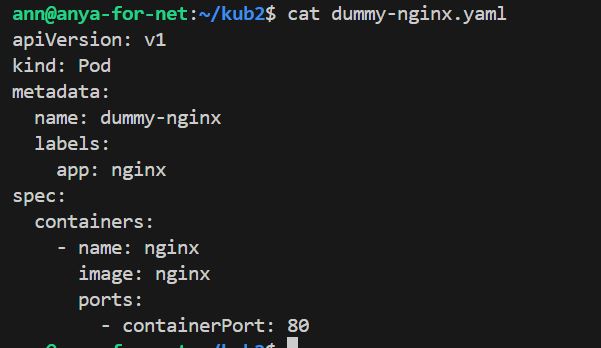 ann@anya-for-net:~/kub2$ cat dummy-nginx.yaml
apiVersion: v1
kind: Pod
metadata:
  name: dummy-nginx
  labels:
    app: nginx
spec:
  containers:
    - name: nginx
      image: nginx
      ports:
        - containerPort: 80